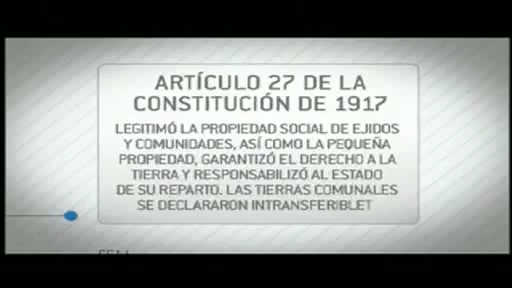 ARTÍCULO 27 DE LA
CONSTITUCIÓN DE 1917
LEGITIMÓ LA PROPIEDAD SOCIAL DE EJIDOS
Y COMUNIDADES, ASÍ COMO LA PEQUEÑA
PROPIEDAD, GARANTIZÓ EL DERECHO A LA
TIERRA Y RESPONSABILIZÓ AL ESTADO
DE SU REPARTO. LAS TIERRAS COMUNALES
SE DECLARARON INTRANSFERIBLET